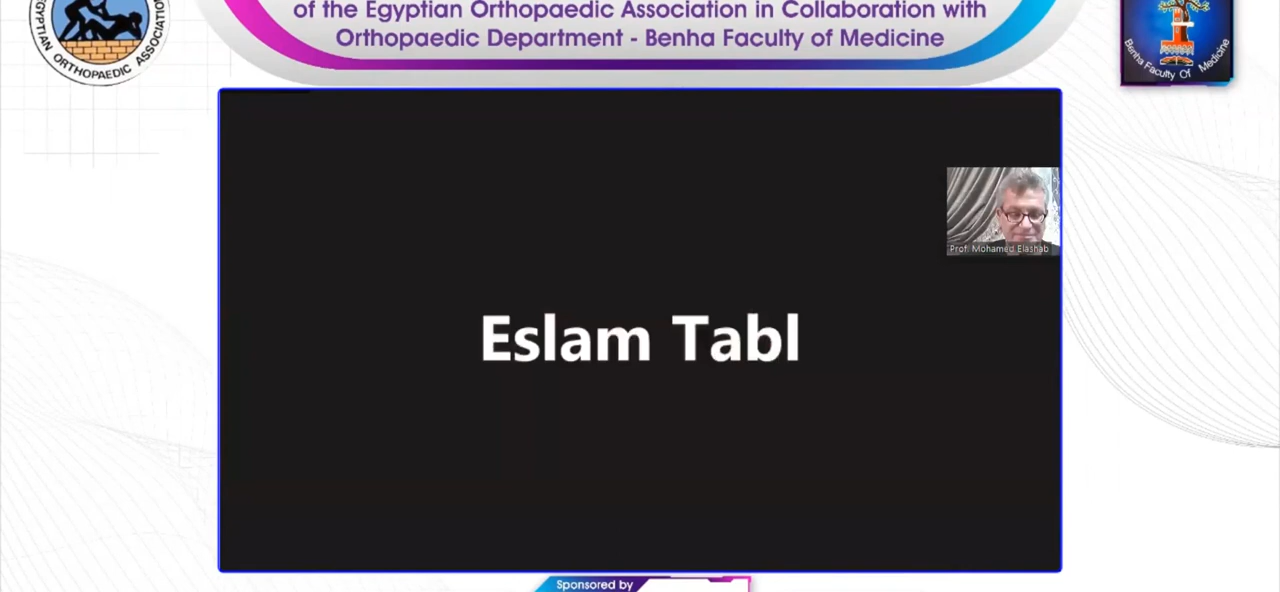 of the Egyptian Orthopaedic Association in Collaboration with
Orthopaedic Department - Benha Faculty of Medicine
EGYPTIAN ORTHOPAEDIC ASSOCIATION
Benha Faculty Of Medicine
Prof. Mohamed Elashab
Eslam Tabl
Sponsored by